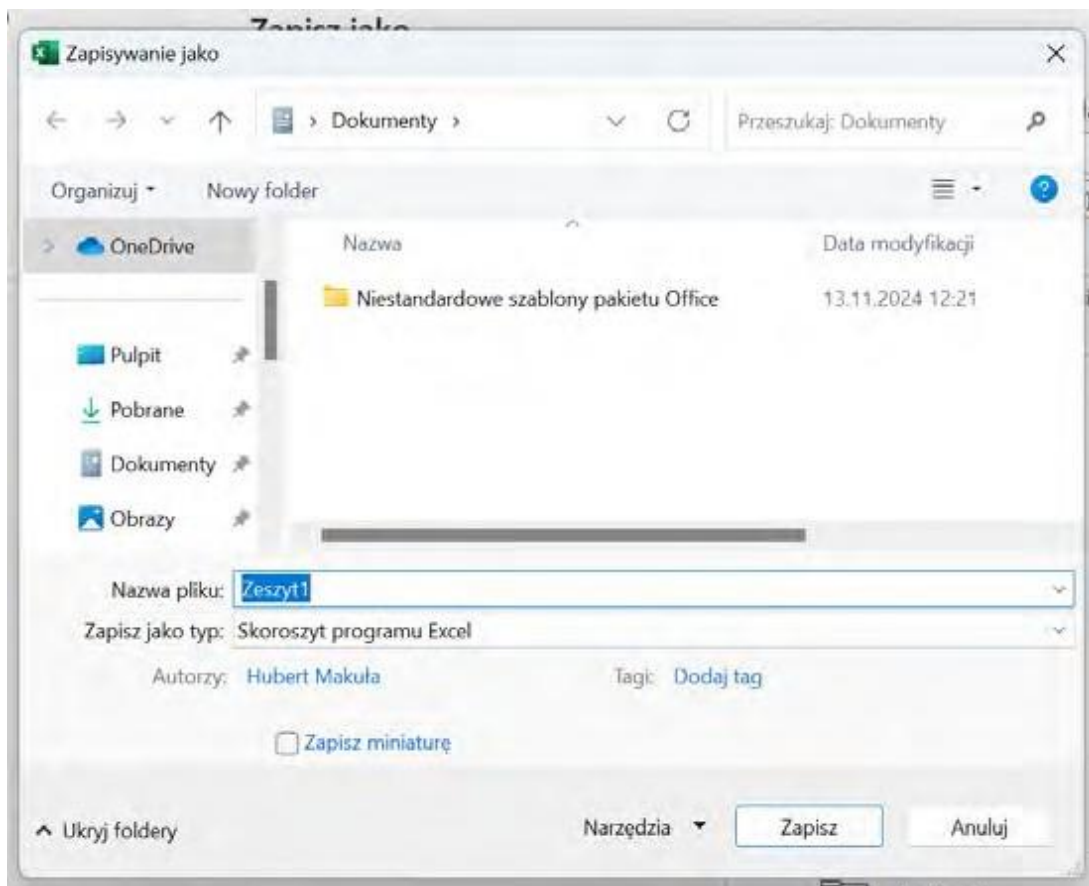 Zapisz jako
Zapisywanie jako
Dokumenty
Przeszukaj: Dokumenty
Organizuj
Nowy folder
OneDrive
Nazwa
Data modyfikacji
Niestandardowe szablony pakietu Office
13.11.2024 12:21
Pulpit
Pobrane
Dokumenty
Obrazy
Nazwa pliku: Zeszyt1
Zapisz jako typ: Skoroszyt programu Excel
Autorzy: Hubert Makuła
Tagi: Dodaj tag
Zapisz miniaturę
Ukryj foldery
Narzędzia
Zapisz
Anuluj